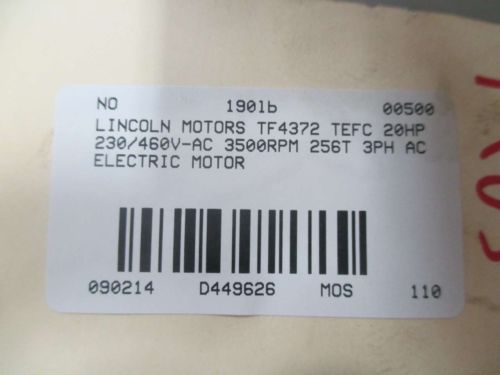 NO 190lb 00500
LINCOLN MOTORS TF4372 TEFC 20HP
230/460V-AC 3500RPM 256T 3PH AC
ELECTRIC MOTOR
090214 D449626 MOS 110